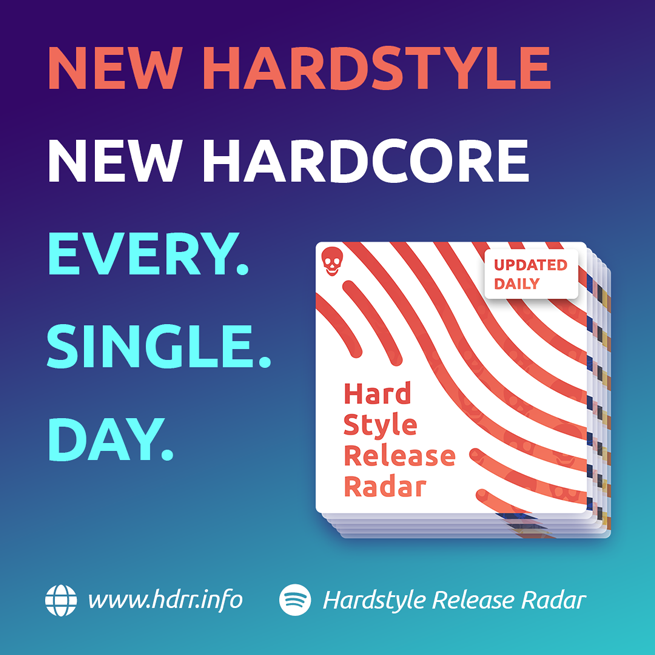 NEW HARDSTYLE
NEW HARDCORE
EVERY.
SINGLE.
DAY.
UPDATED
DAILY
Hard
Style
Release
Radar
www.hdrr.info
Hardstyle Release Radar